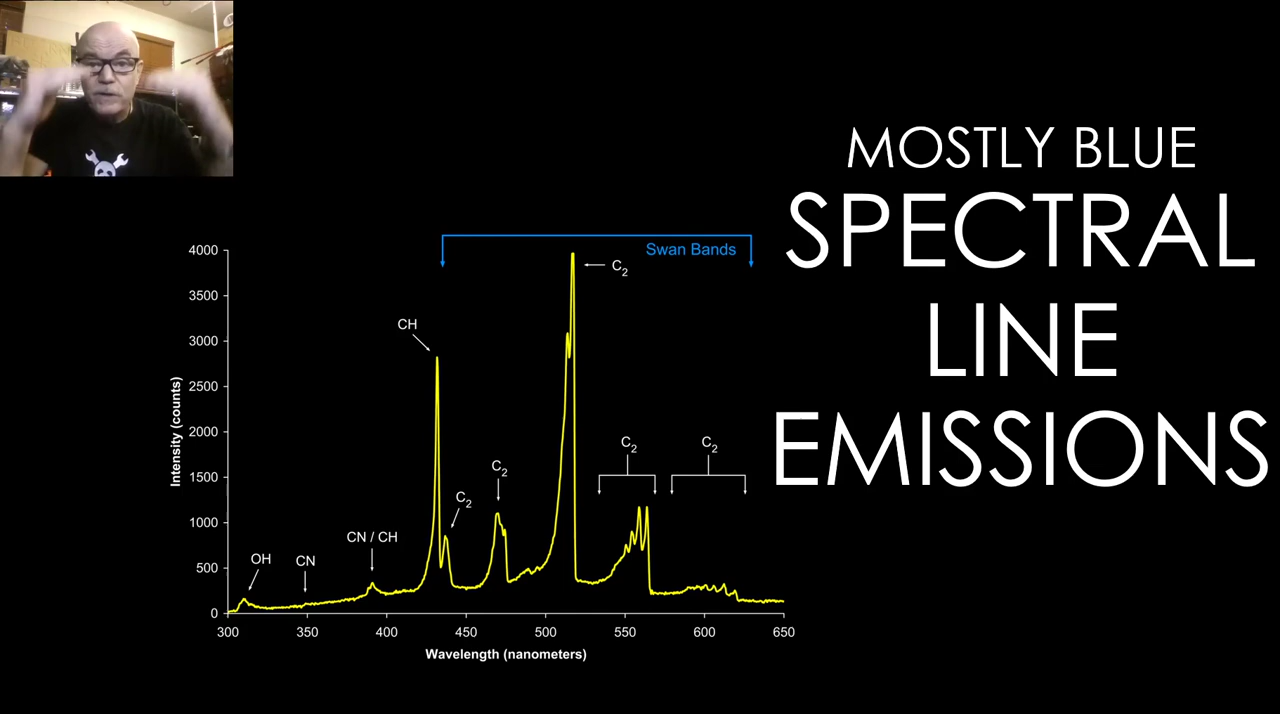 MOSTLY BLUE
SPECTRAL
LINE
EMISSIONS
Swan Bands
4000
3500
3000
2500
2000
1500
1000
500
0
Intensity (counts)
OH
CN
CN / CH
CH
C₂
C₂
C₂
C₂
C₂
300 350 400 450 500 550 600 650
Wavelength (nanometers)